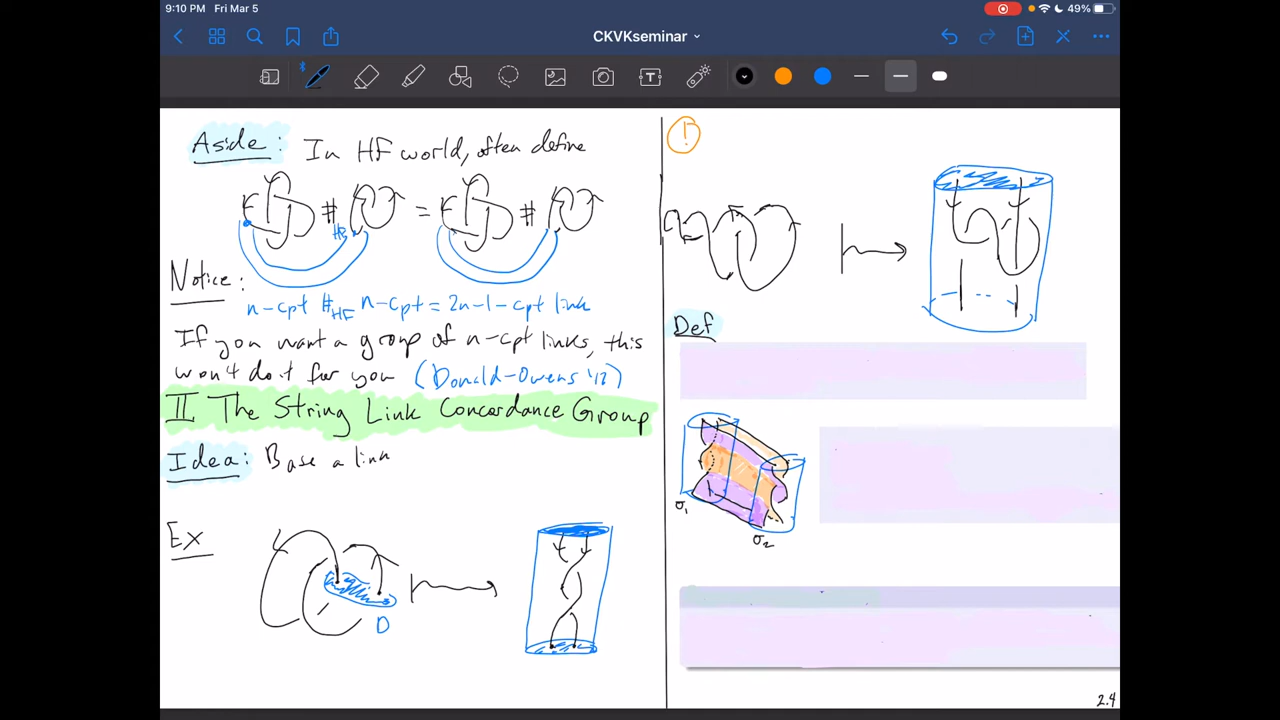 9:10 PM Fri Mar 5
49%
CKVKseminar
Aside: In HF world, often define
# = #
Notice:
n-cpt #HF n-cpt = 2n-1-cpt link
If you want a group of n-cpt links, this
won't do it for you (Donald-Owens '12)
II The String Link Concordance Group
Idea: Base a link
Ex
D
!
Def
σ1
σ2
2.4